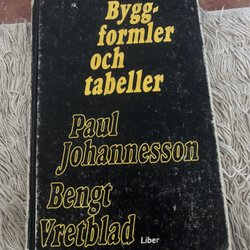 Bygg-
formler
och
tabeller
Paul
Johannesson
Bengt
Vretblad
Liber